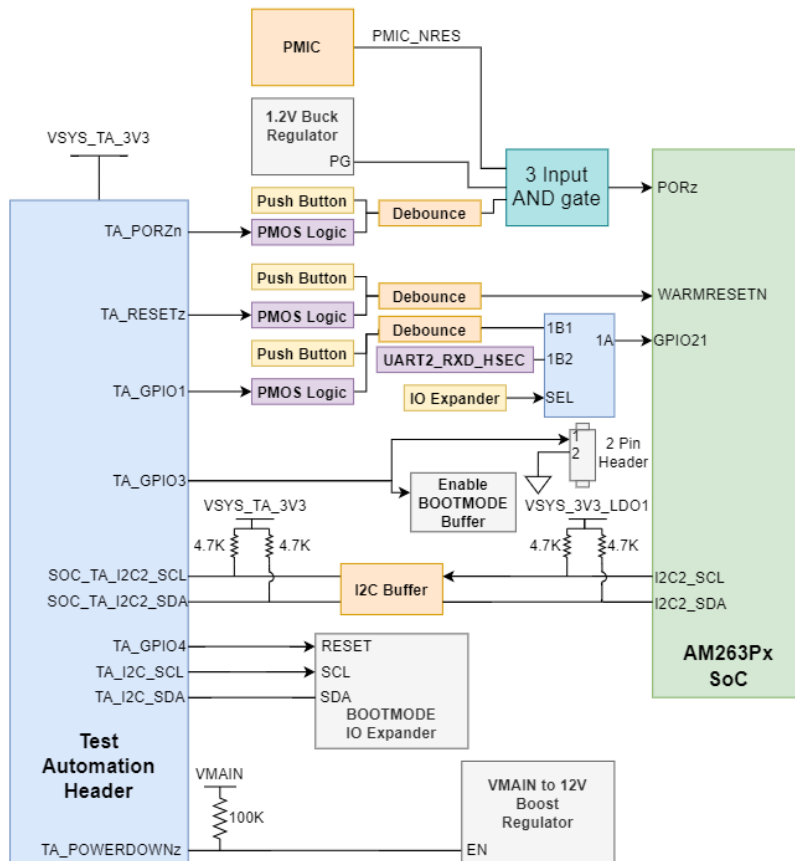 PMIC
PMIC_NRES
1.2V Buck
Regulator
PG
VSYS_TA_3V3
3 Input
AND gate
PORz
Push Button
Debounce
TA_PORZn
PMOS Logic
Push Button
Debounce
WARMRESETN
TA_RESETz
PMOS Logic
Debounce
1B1
1A
GPIO21
Push Button
UART2_RXD_HSEC
1B2
TA_GPIO1
PMOS Logic
IO Expander
SEL
1
2
2 Pin
Header
TA_GPIO3
Enable
BOOTMODE
Buffer
VSYS_TA_3V3
VSYS_3V3_LDO1
4.7K
4.7K
4.7K
4.7K
SOC_TA_I2C2_SCL
I2C Buffer
I2C2_SCL
SOC_TA_I2C2_SDA
I2C2_SDA
TA_GPIO4
RESET
TA_I2C_SCL
SCL
TA_I2C_SDA
SDA
BOOTMODE
IO Expander
AM263Px
SoC
Test
Automation
Header
VMAIN
100K
VMAIN to 12V
Boost
Regulator
TA_POWERDOWNz
EN